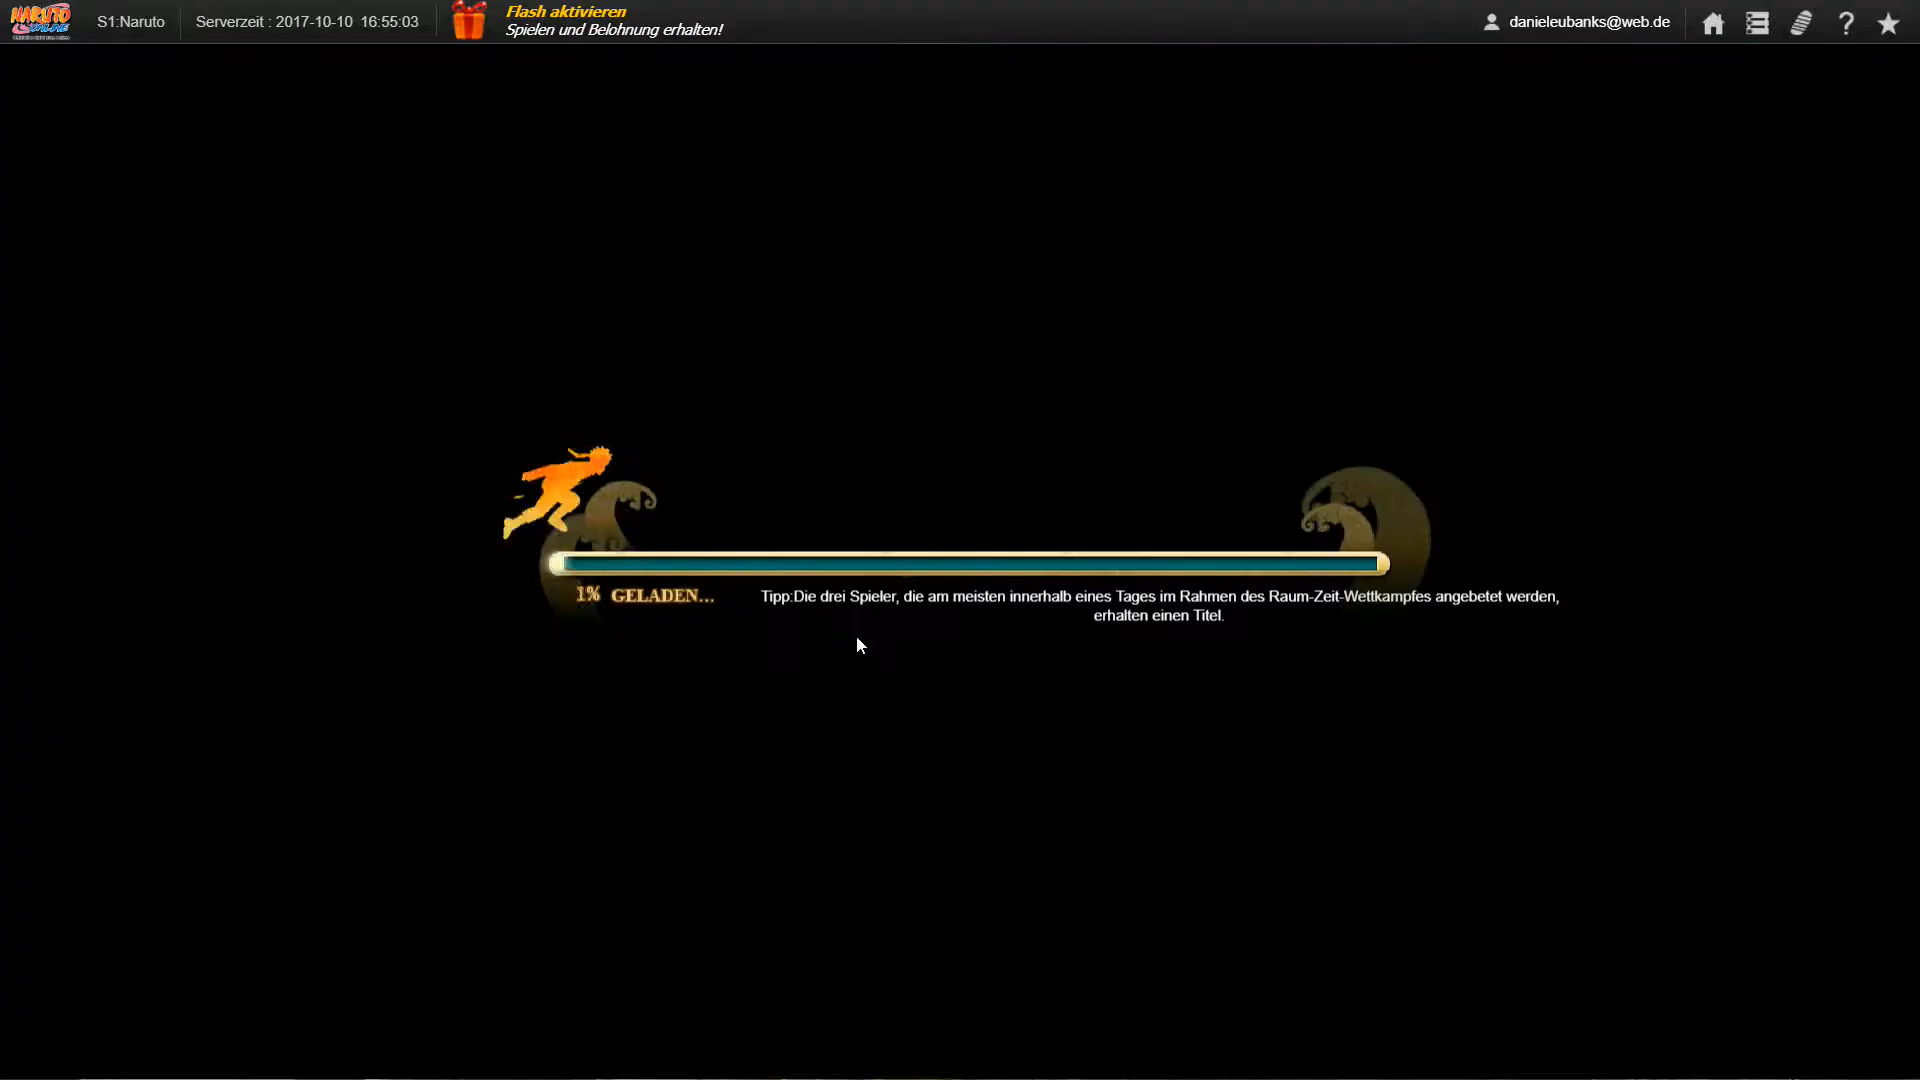 NARUTO
ONLINE
S1:Naruto
Serverzeit : 2017-10-10 16:55:03
Flash aktivieren
Spielen und Belohnung erhalten!
danieleubanks@web.de
1% GELADEN...
Tipp:Die drei Spieler, die am meisten innerhalb eines Tages im Rahmen des Raum-Zeit-Wettkampfes angebetet werden,
erhalten einen Titel.